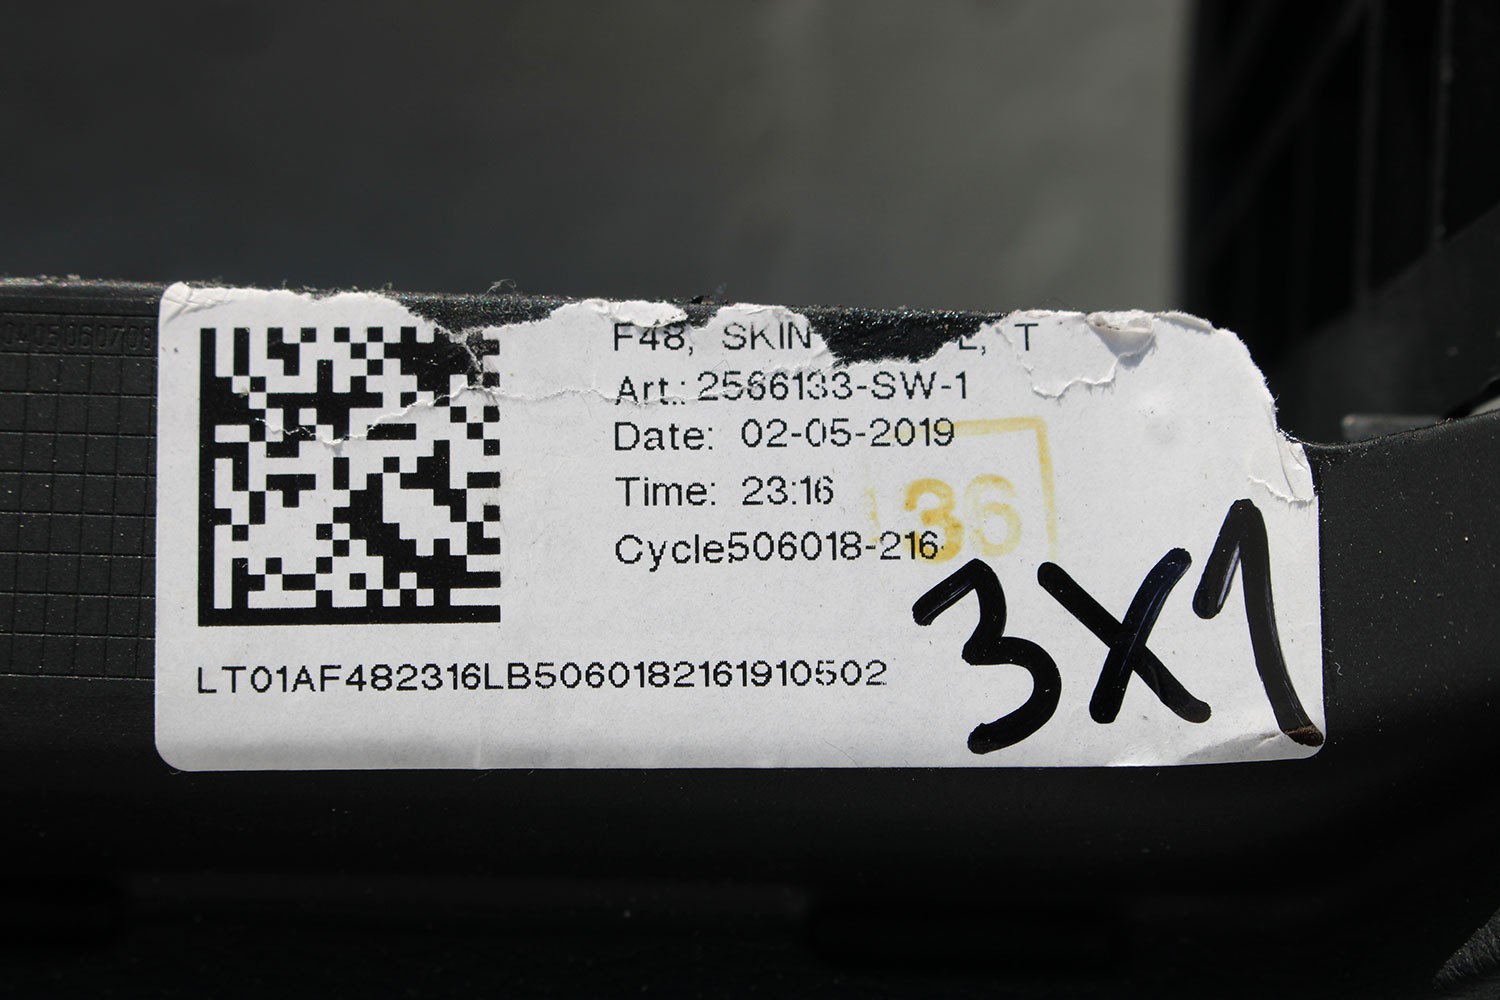 F48, SKIN L, T
Art.: 2566133-SW-1
Date: 02-05-2019
Time: 23:16
Cycle506018-216
36
3X1
LT01AF482316LB5060182161910502